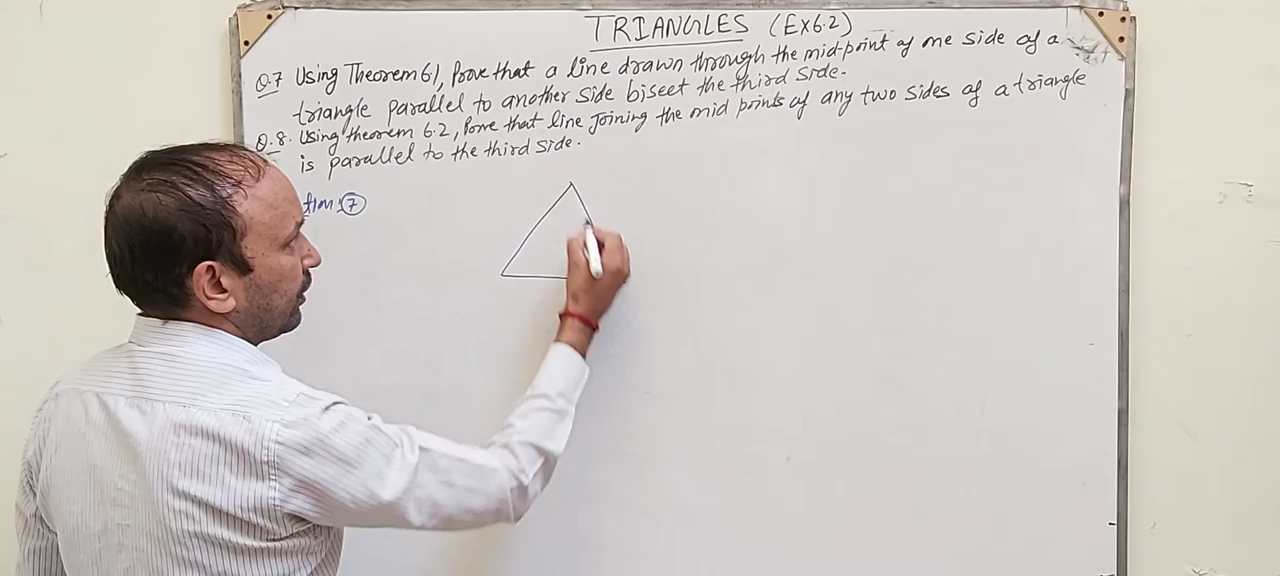 TRIANGLES (Ex6.2)
Q.7 Using Theorem 6.1, Prove that a line drawn through the mid-point of one side of a
triangle parallel to another side bisect the third side.
Q.8. Using theorem 6.2, Prove that line joining the mid points of any two sides of a triangle
is parallel to the third side.
tion:7